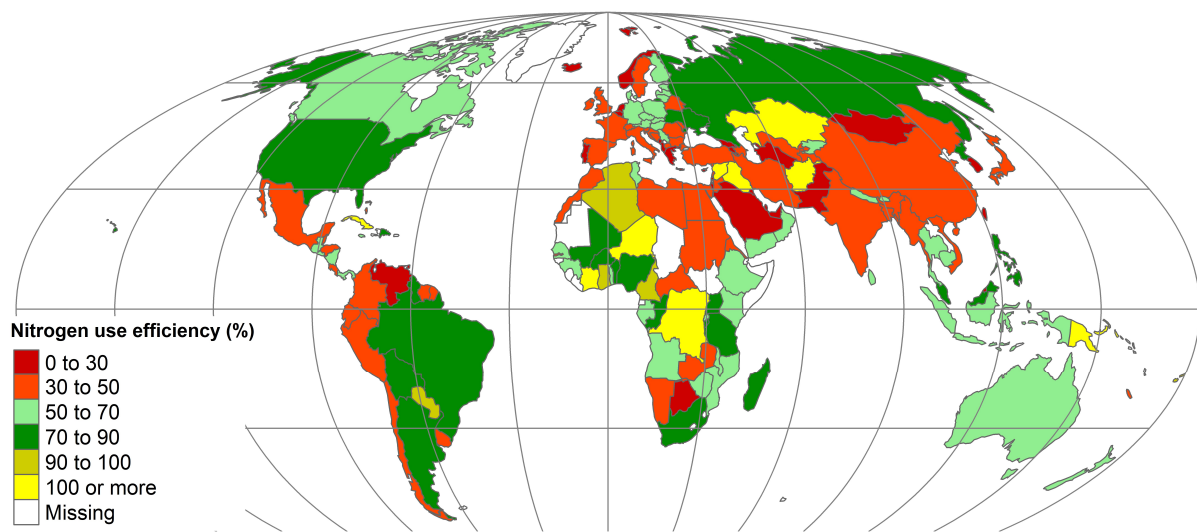 Nitrogen use efficiency (%)
0 to 30
30 to 50
50 to 70
70 to 90
90 to 100
100 or more
Missing